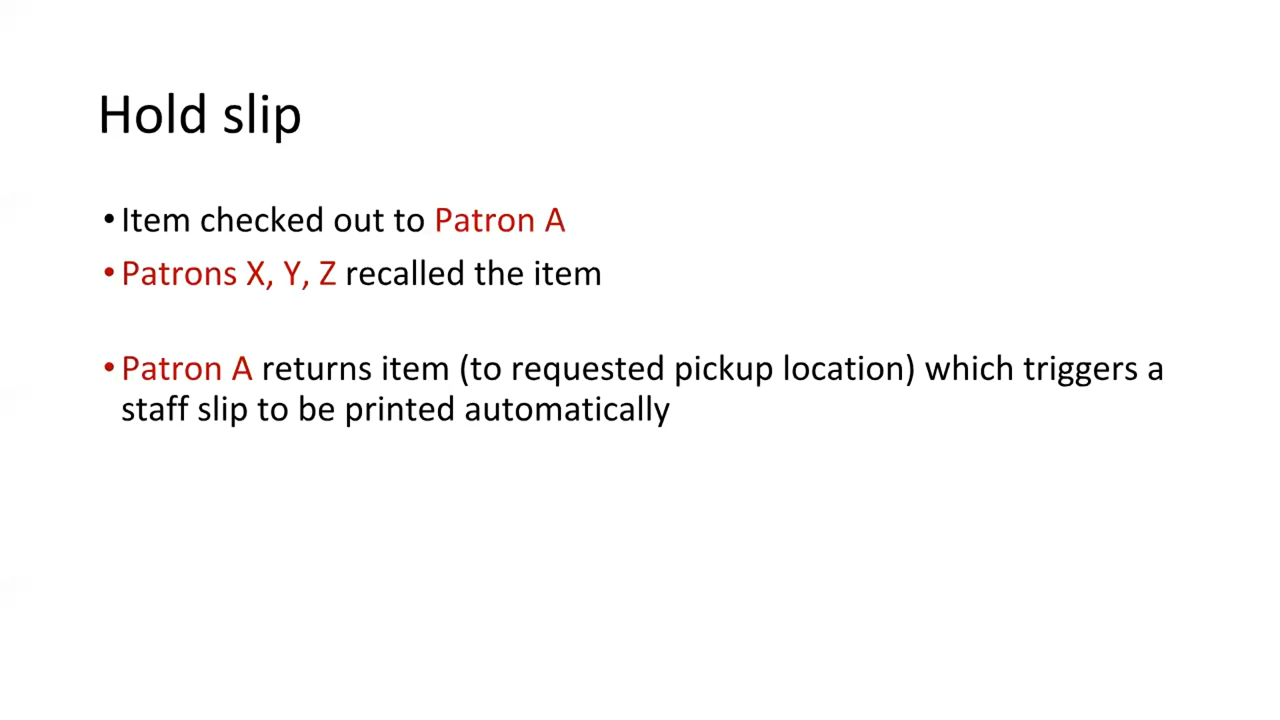 Hold slip
•Item checked out to Patron A
•Patrons X, Y, Z recalled the item
•Patron A returns item (to requested pickup location) which triggers a
staff slip to be printed automatically